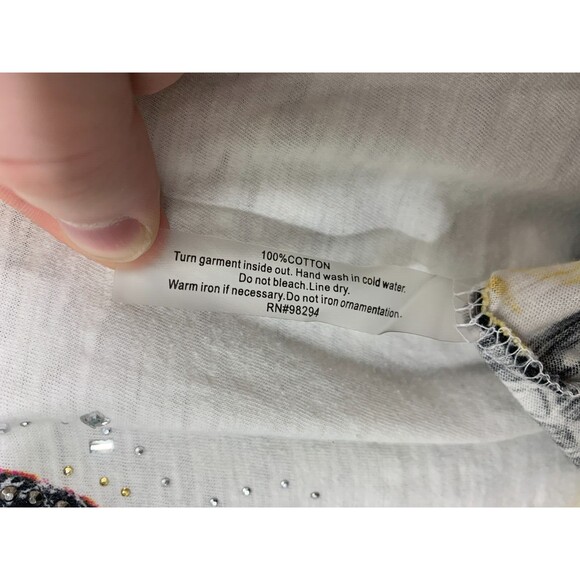 100%COTTON
Turn garment inside out. Hand wash in cold water.
Do not bleach.Line dry.
Warm iron if necessary.Do not iron ornamentation.
RN#98294